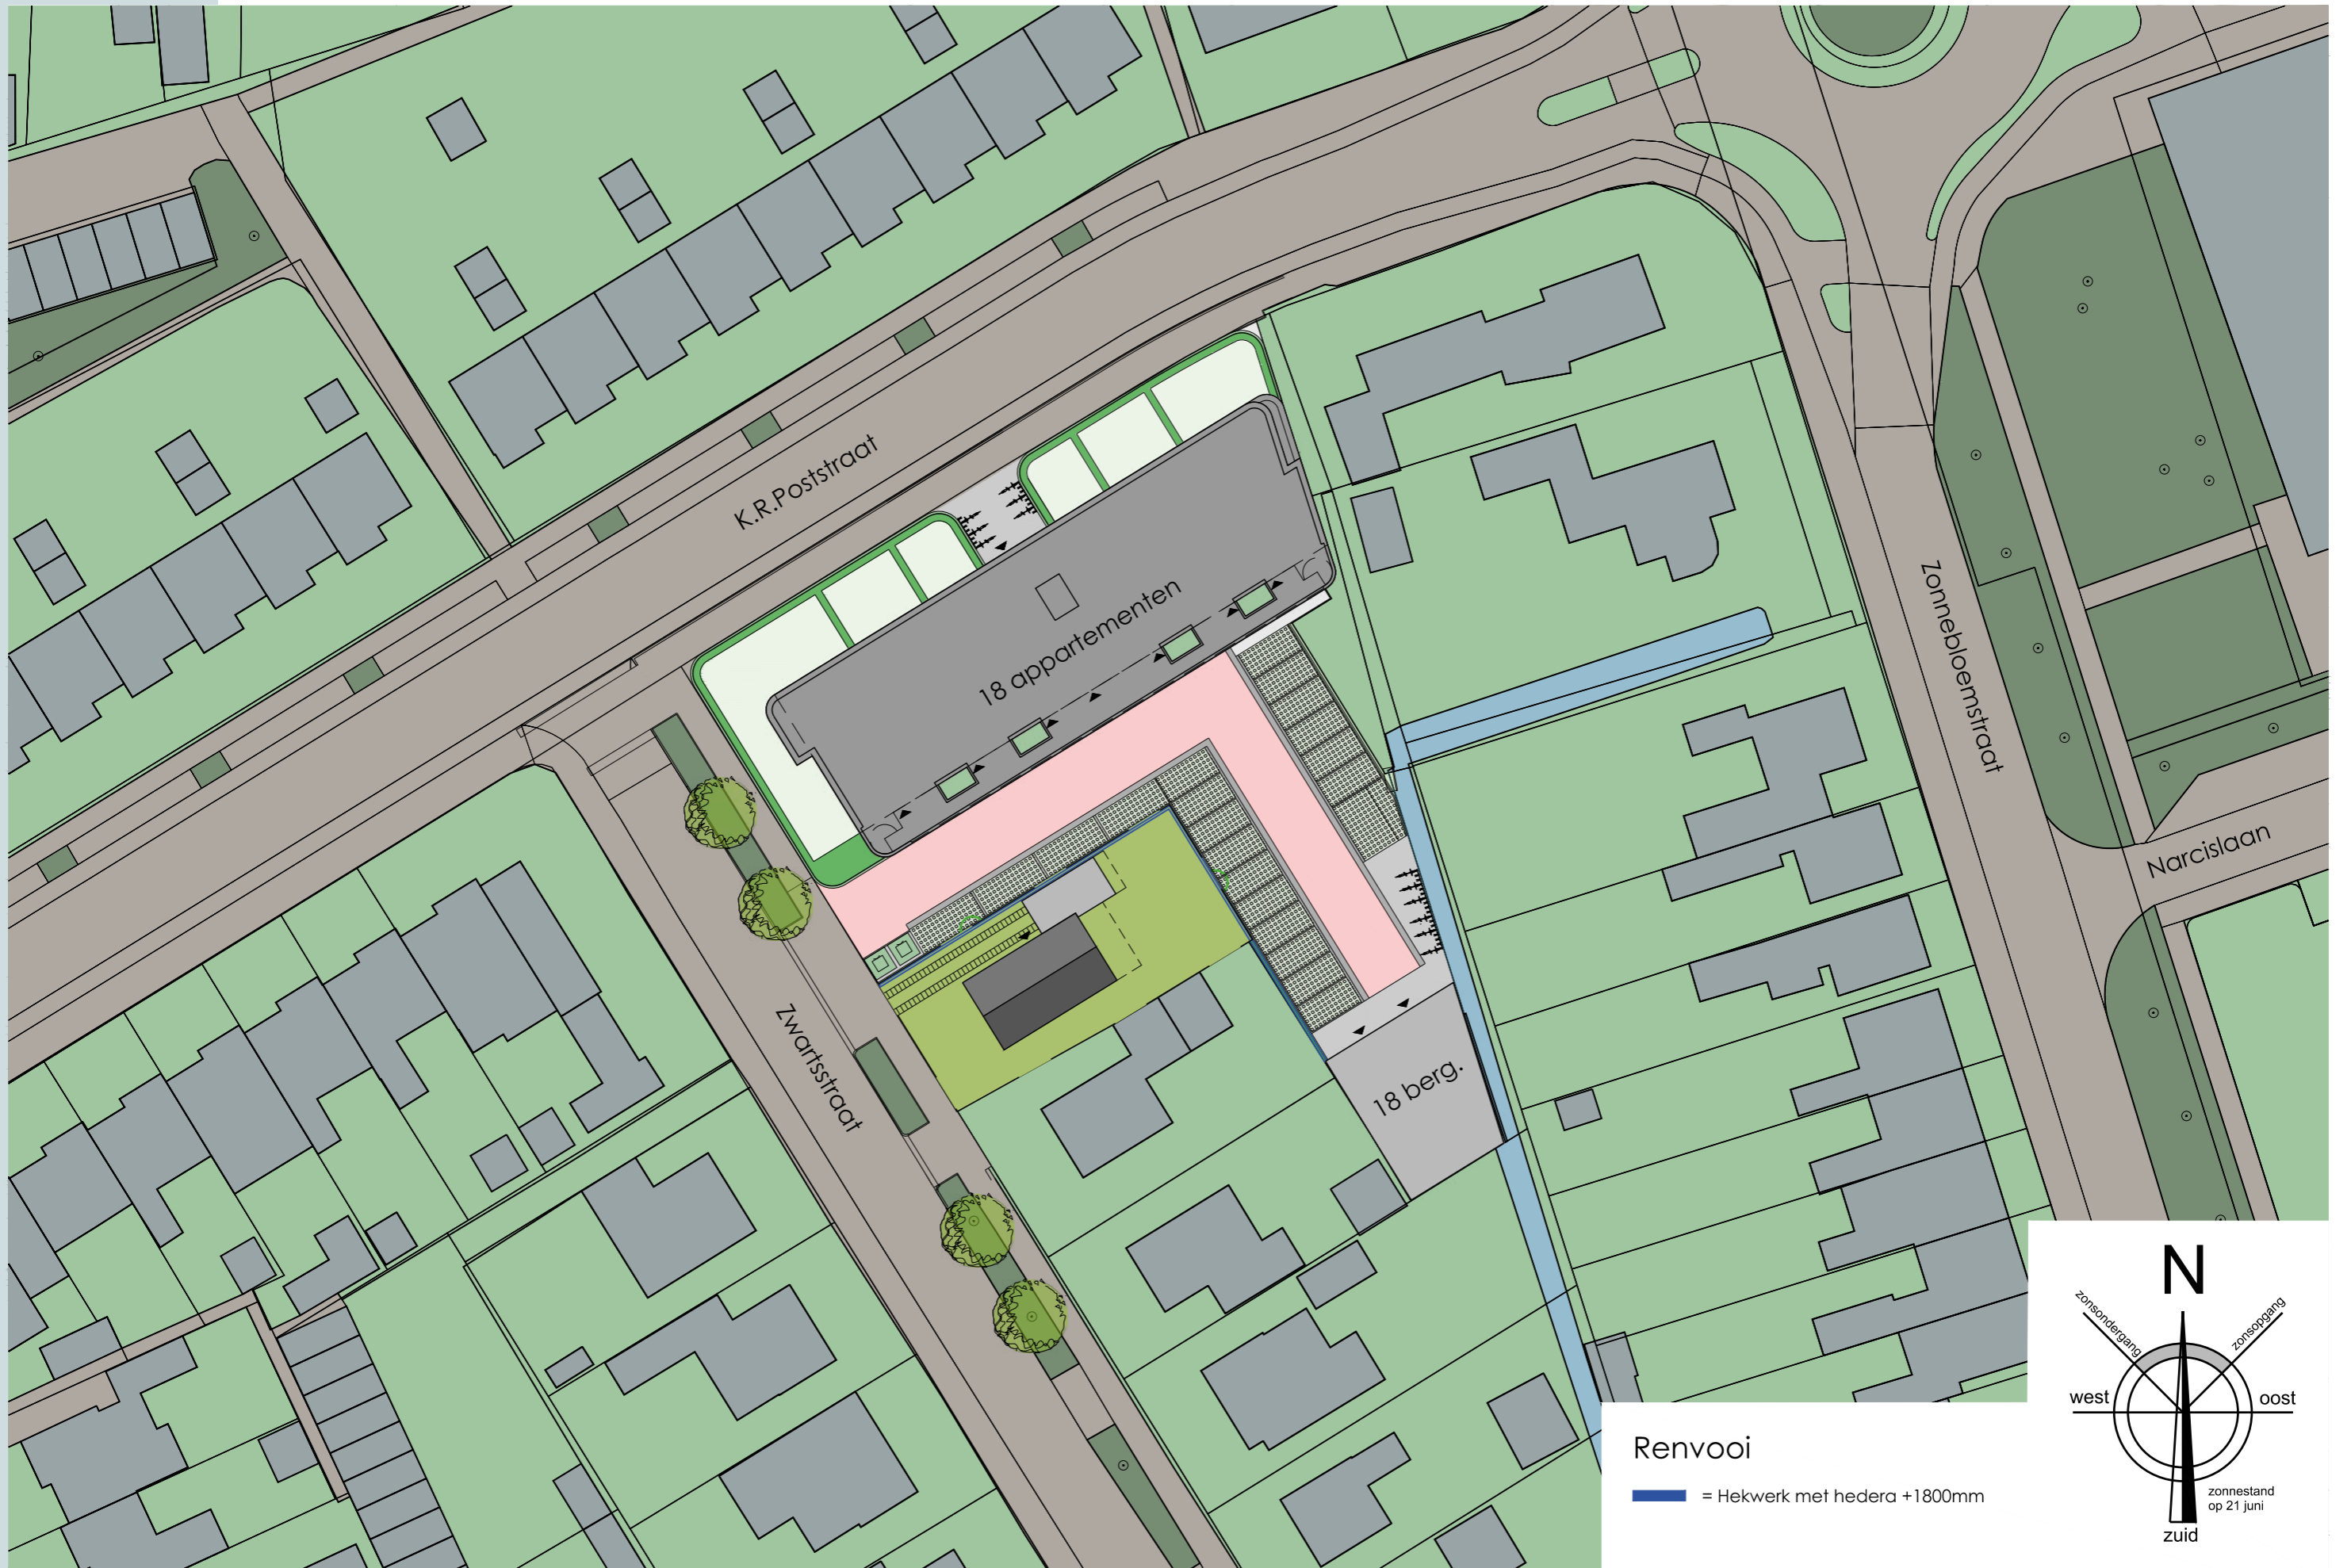 K.R.Poststraat
18 appartementen
Zonnebloemstraat
Narcislaan
Zwartsstraat
18 berg.
N
zonsondergang
zonsopgang
west
oost
zonnestand
op 21 juni
zuid
Renvooi
= Hekwerk met hedera +1800mm